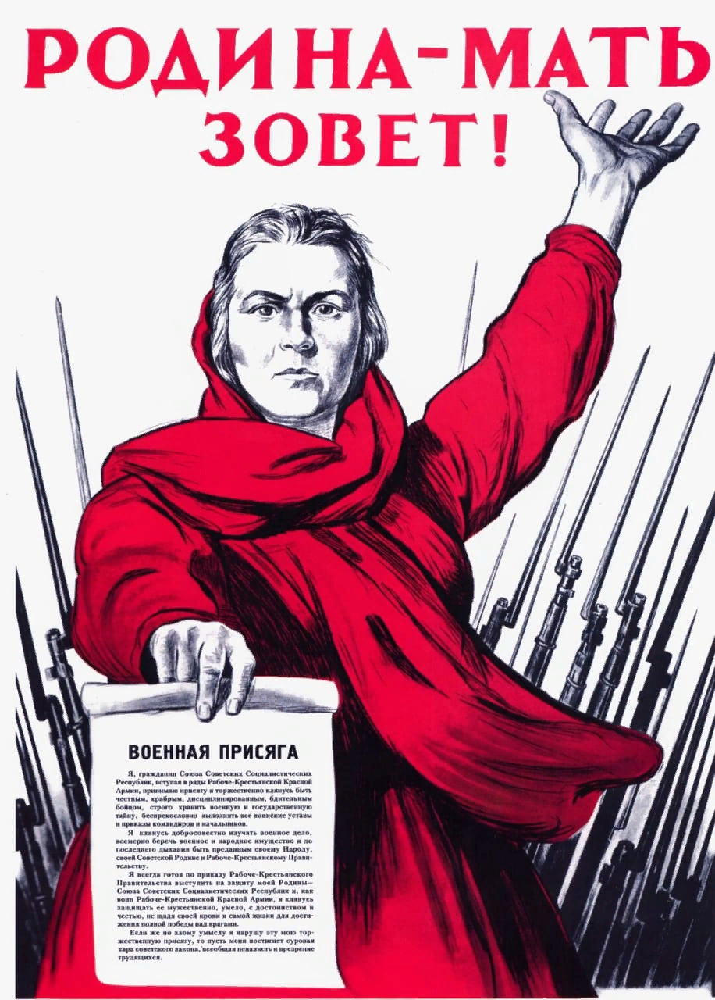 РОДИНА-МАТЬ
ЗОВЕТ!
ВОЕННАЯ ПРИСЯГА
Я, гражданин Союза Советских Социалистических
Республик, вступая в ряды Рабоче-Крестьянской Красной
Армии, принимаю присягу и торжественно клянусь быть
честным, храбрым, дисциплинированным, бдительным
бойцом, строго хранить военную и государственную
тайну, беспрекословно выполнять все воинские уставы
и приказы командиров и начальников.
Я клянусь добросовестно изучать военное дело,
всемерно беречь военное и народное имущество и до
последнего дыхания быть преданным своему Народу,
своей Советской Родине и Рабоче-Крестьянскому Прави-
тельству.
Я всегда готов по приказу Рабоче-Крестьянского
Правительства выступить на защиту моей Родины—
Союза Советских Социалистических Республик и, как
воин Рабоче-Крестьянской Красной Армии, я клянусь
защищать ее мужественно, умело, с достоинством и
честью, не щадя своей крови и самой жизни для дости-
жения полной победы над врагами.
Если же по злому умыслу я нарушу эту мою тор-
жественную присягу, то пусть меня постигнет суровая
кара советского закона, всеобщая ненависть и презрение
трудящихся.